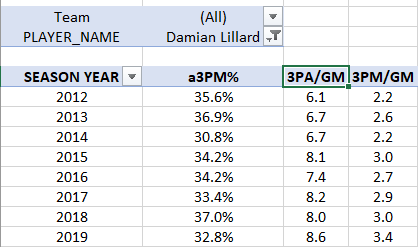 Team (All)
PLAYER_NAME Damian Lillard
SEASON YEAR a3PM% 3PA/GM 3PM/GM
2012 35.6% 6.1 2.2
2013 36.9% 6.7 2.6
2014 30.8% 6.7 2.2
2015 34.2% 8.1 3.0
2016 34.2% 7.4 2.7
2017 33.4% 8.2 2.9
2018 37.0% 8.0 3.0
2019 32.8% 8.6 3.4